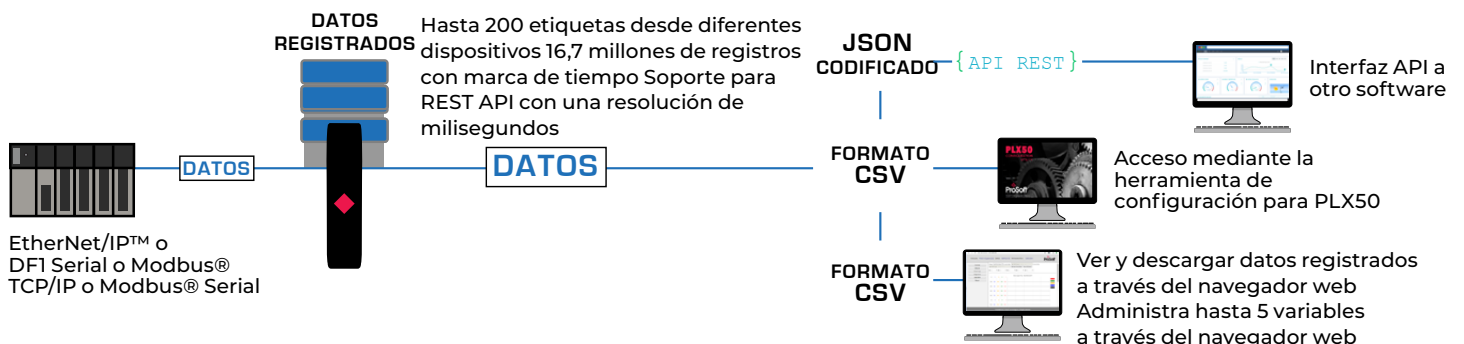 DATOS
REGISTRADOS
Hasta 200 etiquetas desde diferentes
dispositivos 16,7 millones de registros
con marca de tiempo Soporte para
REST API con una resolución de
milisegundos
JSON
CODIFICADO
{API REST}
Interfaz API a
otro software
DATOS
DATOS
FORMATO
CSV
PLX50
ProSoft
Acceso mediante la
herramienta de
configuración para PLX50
EtherNet/IP™ o
DF1 Serial o Modbus®
TCP/IP o Modbus® Serial
FORMATO
CSV
Ver y descargar datos registrados
a través del navegador web
Administra hasta 5 variables
a través del navegador web